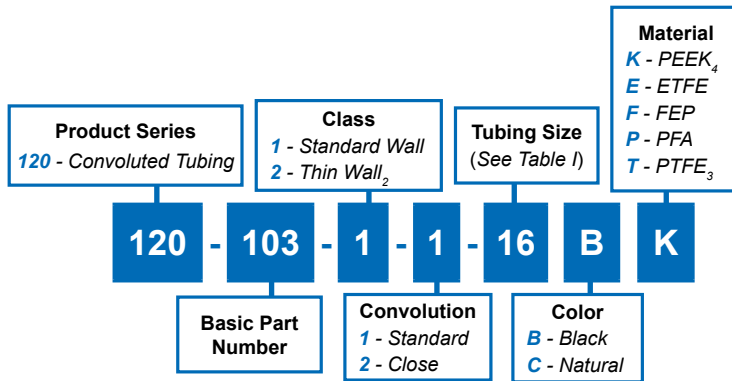 Material
K - PEEK4
E - ETFE
F - FEP
P - PFA
T - PTFE3
Product Series
120 - Convoluted Tubing
Class
1 - Standard Wall
2 - Thin Wall2
Tubing Size
(See Table I)
120 - 103 - 1 - 1 - 16 B K
Basic Part
Number
Convolution
1 - Standard
2 - Close
Color
B - Black
C - Natural